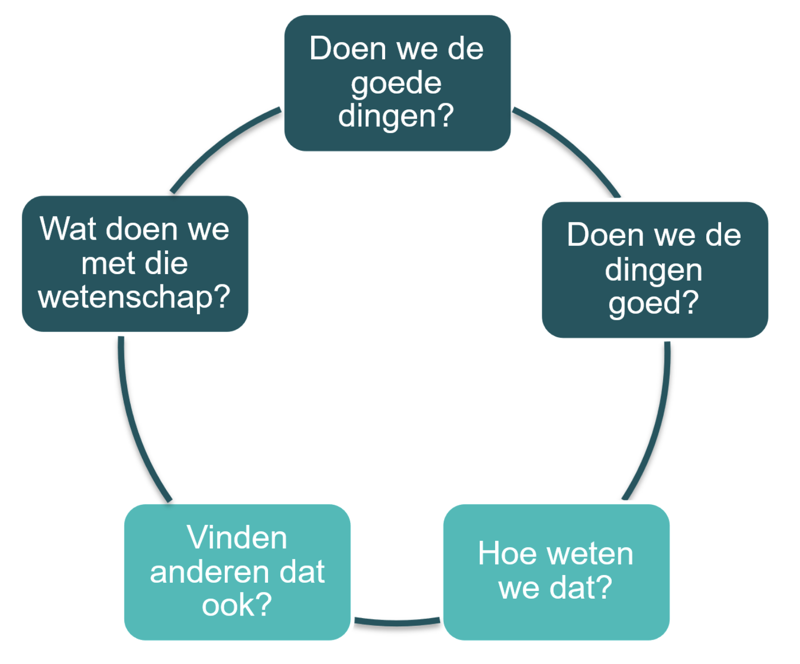 Doen we de
goede
dingen?
Doen we de
dingen
goed?
Hoe weten
we dat?
Vinden
anderen dat
ook?
Wat doen we
met die
wetenschap?